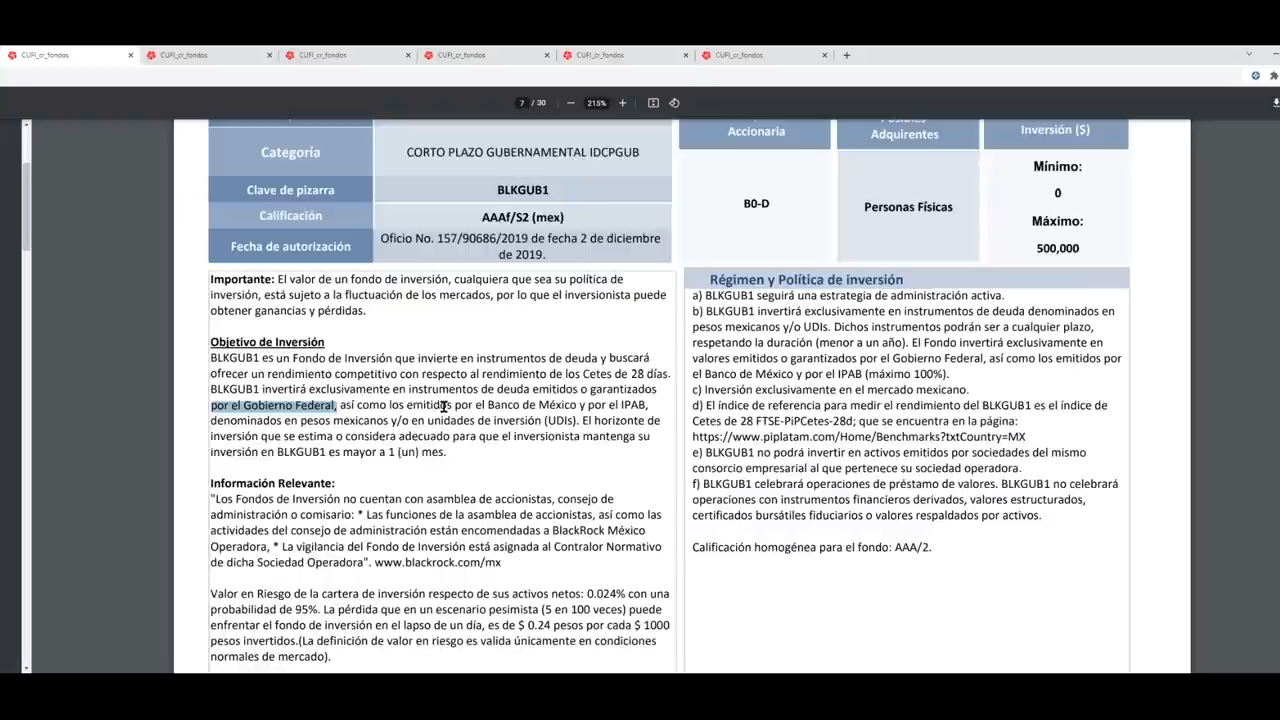 CUFI_cr_fondos
CUFI_cr_fondos
CUFI_cr_fondos
CUFI_cr_fondos
CUFI_cr_fondos
CUFI_cr_fondos
7 / 30
215%
Categoría
CORTO PLAZO GUBERNAMENTAL IDCPGUB
Clave de pizarra
BLKGUB1
Calificación
AAAf/S2 (mex)
Fecha de autorización
Oficio No. 157/90686/2019 de fecha 2 de diciembre
de 2019.
Accionaria
Posibles
Adquirentes
Inversión ($)
B0-D
Personas Físicas
Mínimo:
0
Máximo:
500,000
Importante: El valor de un fondo de inversión, cualquiera que sea su política de
inversión, está sujeto a la fluctuación de los mercados, por lo que el inversionista puede
obtener ganancias y pérdidas.
Objetivo de Inversión
BLKGUB1 es un Fondo de Inversión que invierte en instrumentos de deuda y buscará
ofrecer un rendimiento competitivo con respecto al rendimiento de los Cetes de 28 días.
BLKGUB1 invertirá exclusivamente en instrumentos de deuda emitidos o garantizados
por el Gobierno Federal, así como los emitidos por el Banco de México y por el IPAB,
denominados en pesos mexicanos y/o en unidades de inversión (UDIs). El horizonte de
inversión que se estima o considera adecuado para que el inversionista mantenga su
inversión en BLKGUB1 es mayor a 1 (un) mes.
Información Relevante:
"Los Fondos de Inversión no cuentan con asamblea de accionistas, consejo de
administración o comisario: * Las funciones de la asamblea de accionistas, así como las
actividades del consejo de administración están encomendadas a BlackRock México
Operadora, * La vigilancia del Fondo de Inversión está asignada al Contralor Normativo
de dicha Sociedad Operadora". www.blackrock.com/mx
Valor en Riesgo de la cartera de inversión respecto de sus activos netos: 0.024% con una
probabilidad de 95%. La pérdida que en un escenario pesimista (5 en 100 veces) puede
enfrentar el fondo de inversión en el lapso de un día, es de $ 0.24 pesos por cada $ 1000
pesos invertidos.(La definición de valor en riesgo es valida únicamente en condiciones
normales de mercado).
Régimen y Política de inversión
a) BLKGUB1 seguirá una estrategia de administración activa.
b) BLKGUB1 invertirá exclusivamente en instrumentos de deuda denominados en
pesos mexicanos y/o UDIs. Dichos instrumentos podrán ser a cualquier plazo,
respetando la duración (menor a un año). El Fondo invertirá exclusivamente en
valores emitidos o garantizados por el Gobierno Federal, así como los emitidos por
el Banco de México y por el IPAB (máximo 100%).
c) Inversión exclusivamente en el mercado mexicano.
d) El índice de referencia para medir el rendimiento del BLKGUB1 es el índice de
Cetes de 28 FTSE-PiPCetes-28d; que se encuentra en la página:
https://www.piplatam.com/Home/Benchmarks?txtCountry=MX
e) BLKGUB1 no podrá invertir en activos emitidos por sociedades del mismo
consorcio empresarial al que pertenece su sociedad operadora.
f) BLKGUB1 celebrará operaciones de préstamo de valores. BLKGUB1 no celebrará
operaciones con instrumentos financieros derivados, valores estructurados,
certificados bursátiles fiduciarios o valores respaldados por activos.
Calificación homogénea para el fondo: AAA/2.